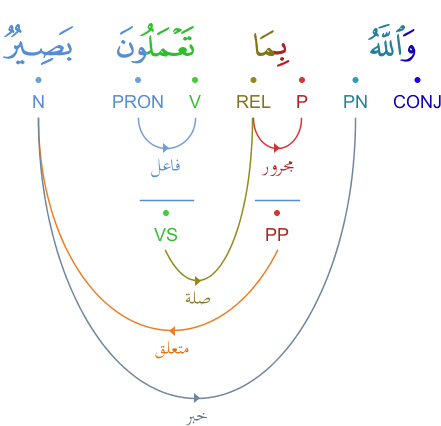 وَٱللَّهُ بِمَا تَعْمَلُونَ بَصِيرٌ
N PRON V REL P PN CONJ
فاعل مجرور
VS PP
صلة
متعلق
خبر